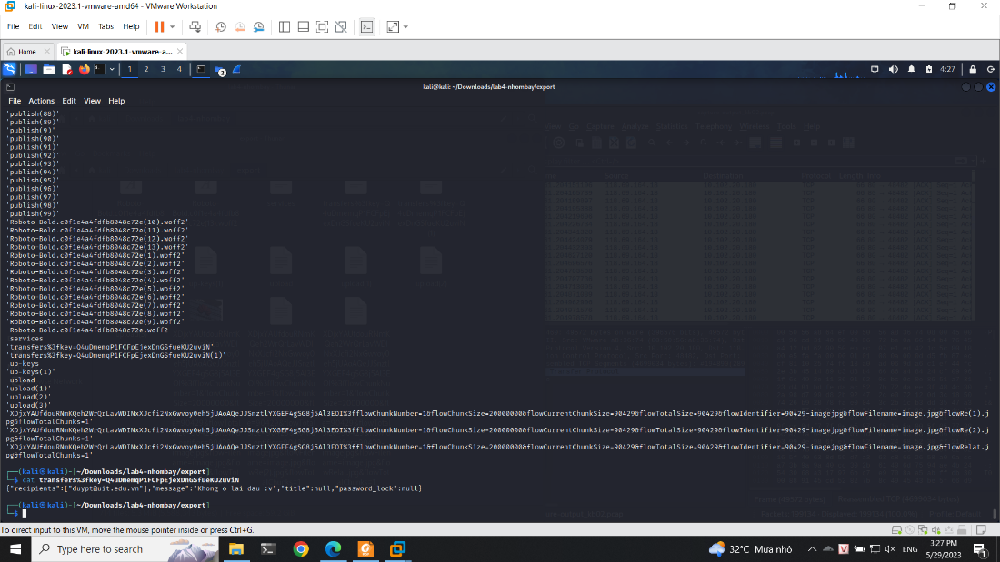 kali-linux-2023.1-vmware-amd64 - VMware Workstation
File Edit View VM Tabs Help
Home
kali-linux-2023.1-vmware-a...
1 2 3 4
2
4:27
kali@kali: ~/Downloads/lab4-nhombay/export
File Actions Edit View Help
'publish(88)'
'publish(89)'
'publish(9)'
'publish(90)'
'publish(91)'
'publish(92)'
'publish(93)'
'publish(94)'
'publish(95)'
'publish(96)'
'publish(97)'
'publish(98)'
'publish(99)'
'Roboto-Bold.c0f1e4a4fdfb8048c72e(10).woff2'
'Roboto-Bold.c0f1e4a4fdfb8048c72e(11).woff2'
'Roboto-Bold.c0f1e4a4fdfb8048c72e(12).woff2'
'Roboto-Bold.c0f1e4a4fdfb8048c72e(13).woff2'
'Roboto-Bold.c0f1e4a4fdfb8048c72e(1).woff2'
'Roboto-Bold.c0f1e4a4fdfb8048c72e(2).woff2'
'Roboto-Bold.c0f1e4a4fdfb8048c72e(3).woff2'
'Roboto-Bold.c0f1e4a4fdfb8048c72e(4).woff2'
'Roboto-Bold.c0f1e4a4fdfb8048c72e(5).woff2'
'Roboto-Bold.c0f1e4a4fdfb8048c72e(6).woff2'
'Roboto-Bold.c0f1e4a4fdfb8048c72e(7).woff2'
'Roboto-Bold.c0f1e4a4fdfb8048c72e(8).woff2'
'Roboto-Bold.c0f1e4a4fdfb8048c72e(9).woff2'
Roboto-Bold.c0f1e4a4fdfb8048c72e.woff2
services
'transfers%3fkey=Q4uDmemqP1FCFpEjexDnGSfueKU2uviN'
'transfers%3fkey=Q4uDmemqP1FCFpEjexDnGSfueKU2uviN(1)'
up-keys
'up-keys(1)'
upload
'upload(1)'
'upload(2)'
'upload(3)'
'XDjxYAUfdouRNmKQeh2WrQrLavWDINxXJcfi2NxGwvoy0eh5jUAoAQeJJSnztlYXGEF4gSG8j5Al3EOI%3fflowChunkNumber=1&flowChunkSize=20000000&flowCurrentChunkSize=90429&flowTotalSize=90429&flowIdentifier=90429-imagejpg&flowFilename=image.jpg&flowRe(1).j
pg&flowTotalChunks=1'
'XDjxYAUfdouRNmKQeh2WrQrLavWDINxXJcfi2NxGwvoy0eh5jUAoAQeJJSnztlYXGEF4gSG8j5Al3EOI%3fflowChunkNumber=1&flowChunkSize=20000000&flowCurrentChunkSize=90429&flowTotalSize=90429&flowIdentifier=90429-imagejpg&flowFilename=image.jpg&flowRe(2).j
pg&flowTotalChunks=1'
'XDjxYAUfdouRNmKQeh2WrQrLavWDINxXJcfi2NxGwvoy0eh5jUAoAQeJJSnztlYXGEF4gSG8j5Al3EOI%3fflowChunkNumber=1&flowChunkSize=20000000&flowCurrentChunkSize=90429&flowTotalSize=90429&flowIdentifier=90429-imagejpg&flowFilename=image.jpg&flowRelat.j
pg&flowTotalChunks=1'
(kali㉿kali)-[~/Downloads/lab4-nhombay/export]
$ cat transfers%3fkey=Q4uDmemqP1FCFpEjexDnGSfueKU2uviN
{"recipients":["duypt@uit.edu.vn"],"message":"Khong o lai dau :v","title":null,"password_lock":null}
(kali㉿kali)-[~/Downloads/lab4-nhombay/export]
$
To direct input to this VM, move the mouse pointer inside or press Ctrl+G.
Type here to search
32°C Mưa nhỏ
ENG
3:27 PM
5/29/2023
1